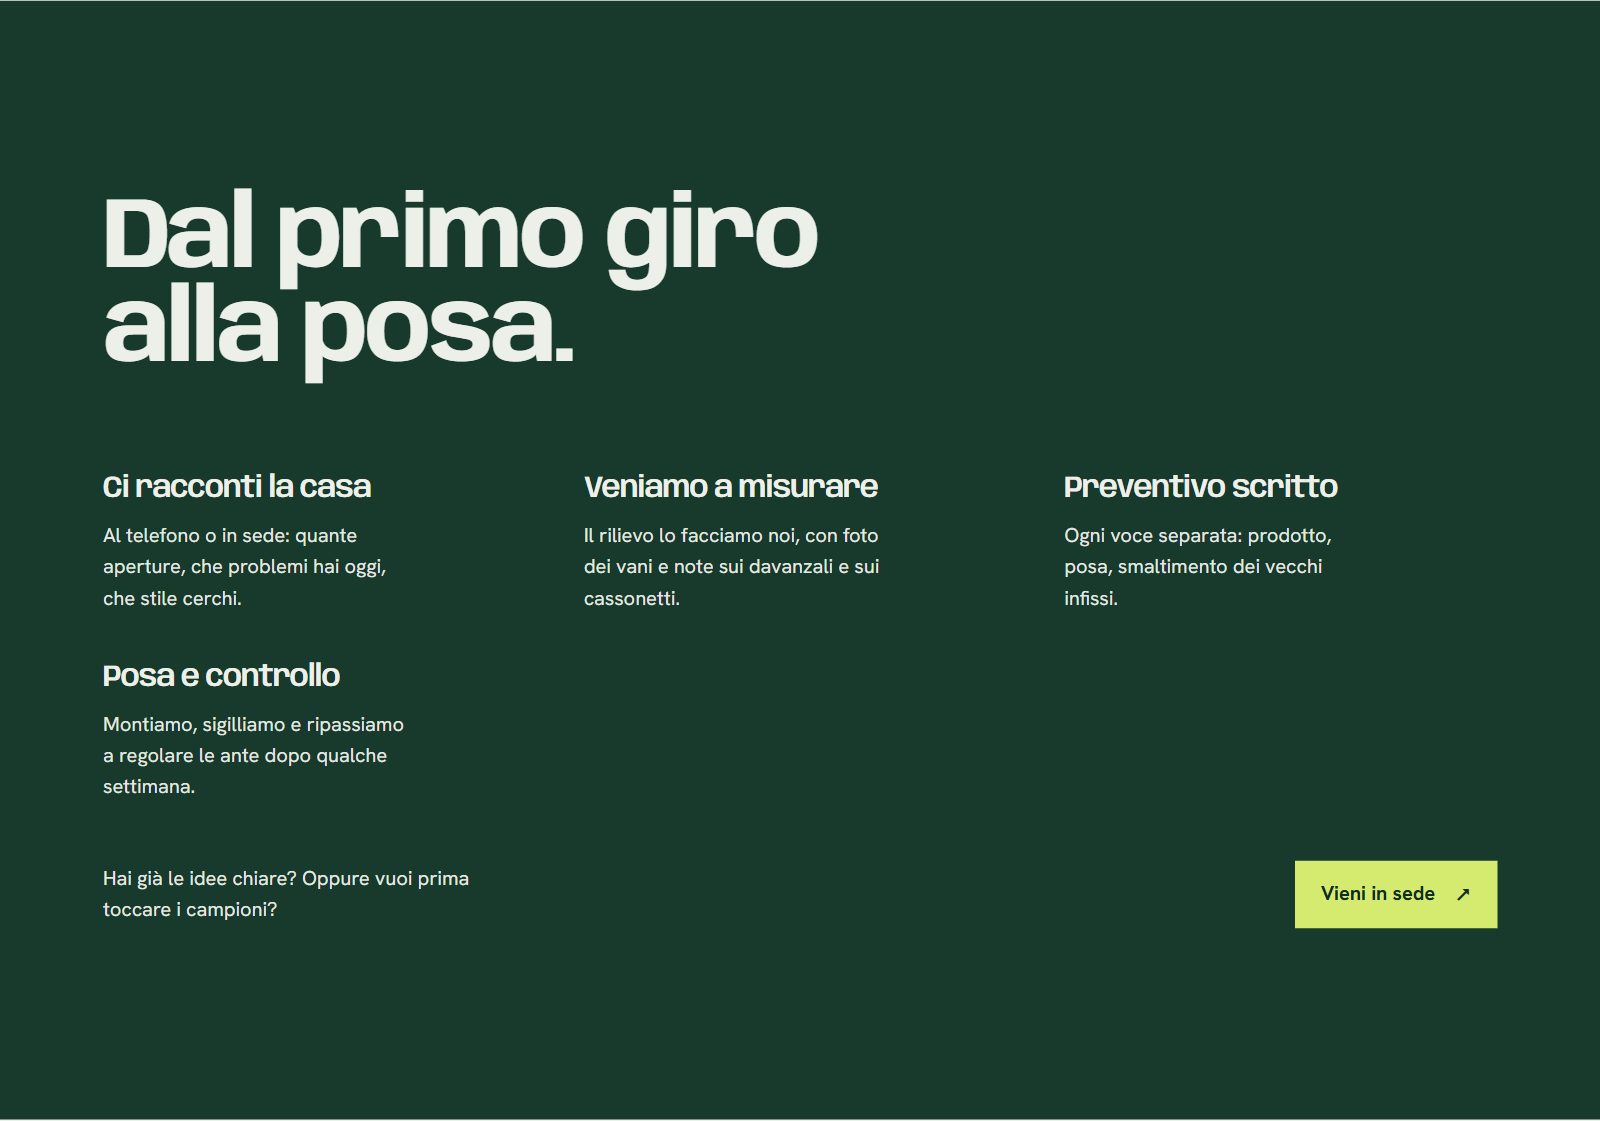 Dal primo giro
alla posa.
Ci racconti la casa
Al telefono o in sede: quante
aperture, che problemi hai oggi,
che stile cerchi.
Veniamo a misurare
Il rilievo lo facciamo noi, con foto
dei vani e note sui davanzali e sui
cassonetti.
Preventivo scritto
Ogni voce separata: prodotto,
posa, smaltimento dei vecchi
infissi.
Posa e controllo
Montiamo, sigilliamo e ripassiamo
a regolare le ante dopo qualche
settimana.
Hai già le idee chiare? Oppure vuoi prima
toccare i campioni?
Vieni in sede ↗